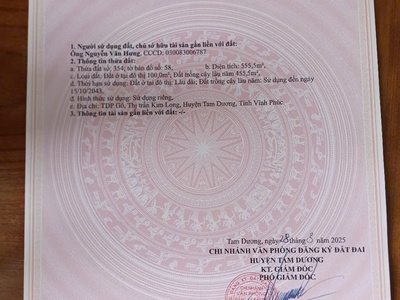 1. Người sử dụng đất, chủ sở hữu tài sản gắn liền với đất:
Ông Nguyễn Văn Hưng, CCCD: 030083006787
2. Thông tin thửa đất:
a. Thửa đất số: 554; tờ bản đồ số: 58, b. Diện tích: 555,5m²,
c. Loại đất: Đất ở tại đô thị 100,0m²; Đất trồng cây lâu năm 455,5m²,
d. Thời hạn sử dụng: Đất ở tại đô thị: Lâu dài; Đất trồng cây lâu năm: Sử dụng đến ngày
15/10/2043,
đ. Hình thức sử dụng: Sử dụng riêng,
e. Địa chỉ: TDP Gô, Thị trấn Kim Long, Huyện Tam Dương, Tỉnh Vĩnh Phúc.
3. Thông tin tài sản gắn liền với đất: -/-
Tam Dương, ngày 28 tháng 3 năm 2025
CHI NHÁNH VĂN PHÒNG ĐĂNG KÝ ĐẤT ĐAI
HUYỆN TAM DƯƠNG
KT. GIÁM ĐỐC
PHÓ GIÁM ĐỐC
CHI NHÁNH
VĂN PHÒNG